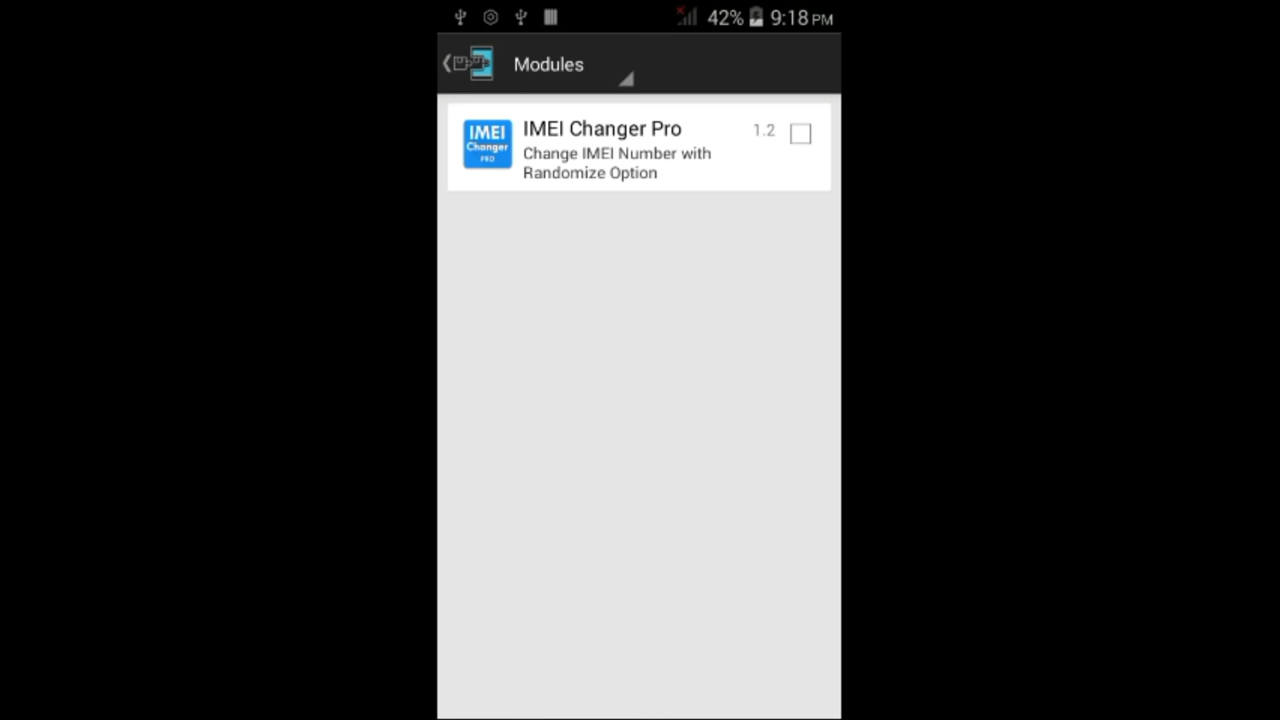 42% 9:18 PM
Modules
IMEI Changer PRO
IMEI Changer Pro 1.2
Change IMEI Number with
Randomize Option